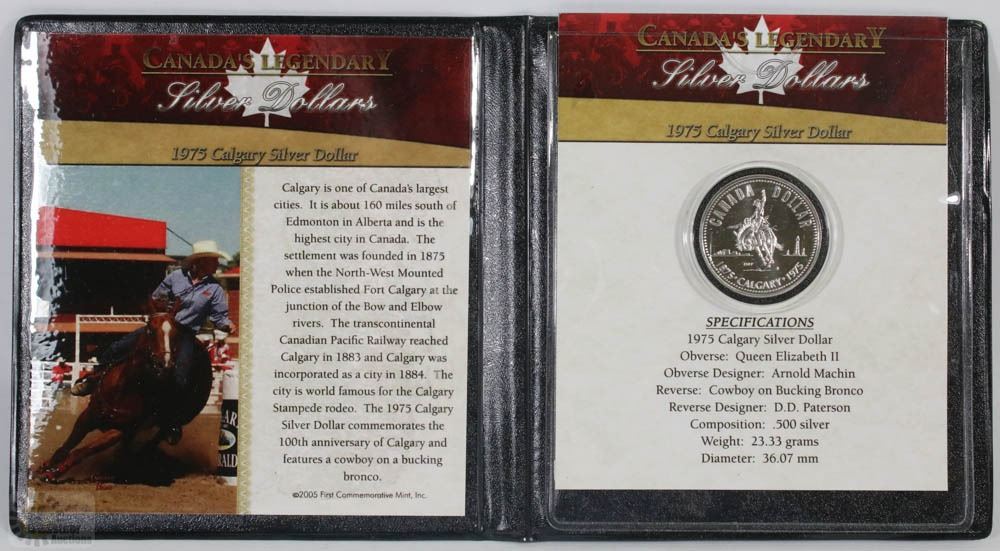 CANADA'S LEGENDARY
Silver Dollars
1975 Calgary Silver Dollar
Calgary is one of Canada's largest
cities. It is about 160 miles south of
Edmonton in Alberta and is the
highest city in Canada. The
settlement was founded in 1875
when the North-West Mounted
Police established Fort Calgary at the
junction of the Bow and Elbow
rivers. The transcontinental
Canadian Pacific Railway reached
Calgary in 1883 and Calgary was
incorporated as a city in 1884. The
city is world famous for the Calgary
Stampede rodeo. The 1975 Calgary
Silver Dollar commemorates the
100th anniversary of Calgary and
features a cowboy on a bucking
bronco.
©2005 First Commemorative Mint, Inc.
Auctions
CANADA'S LEGENDARY
Silver Dollars
1975 Calgary Silver Dollar
CANADA DOLLAR
1875 · CALGARY · 1975
SPECIFICATIONS
1975 Calgary Silver Dollar
Obverse: Queen Elizabeth II
Obverse Designer: Arnold Machin
Reverse: Cowboy on Bucking Bronco
Reverse Designer: D.D. Paterson
Composition: .500 silver
Weight: 23.33 grams
Diameter: 36.07 mm